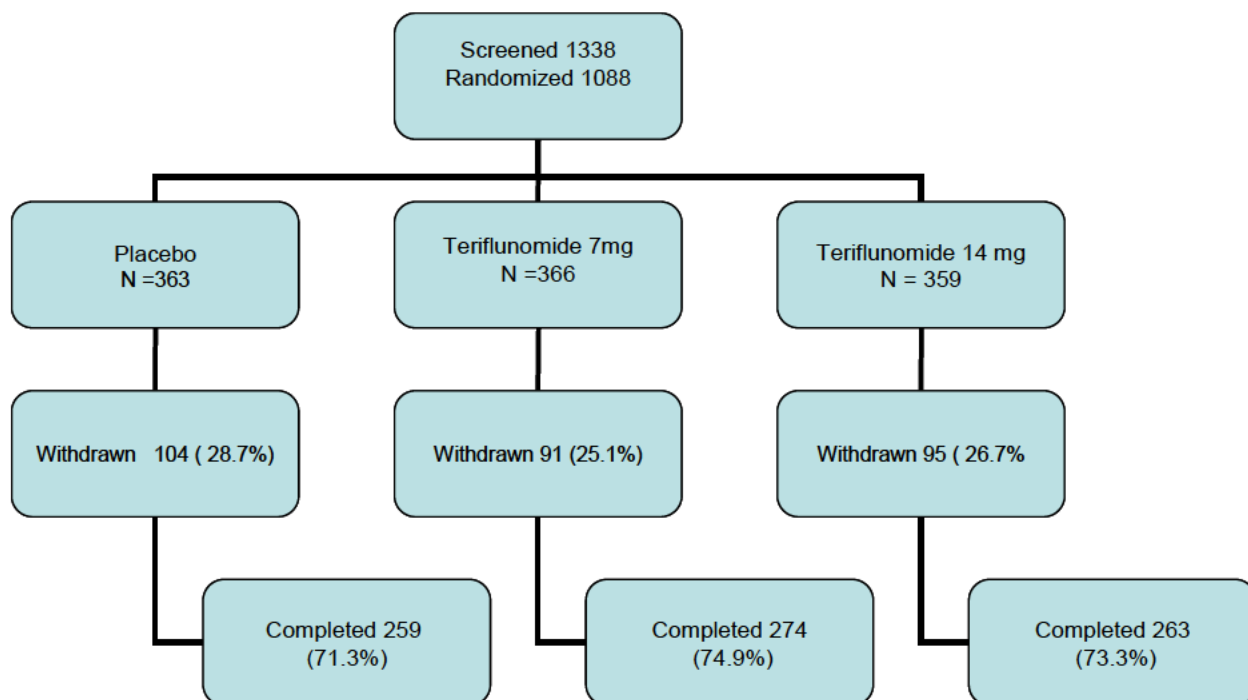 Screened 1338
Randomized 1088
Placebo
N =363
Teriflunomide 7mg
N =366
Teriflunomide 14 mg
N = 359
Withdrawn 104 ( 28.7%)
Withdrawn 91 (25.1%)
Withdrawn 95 ( 26.7%
Completed 259
(71.3%)
Completed 274
(74.9%)
Completed 263
(73.3%)